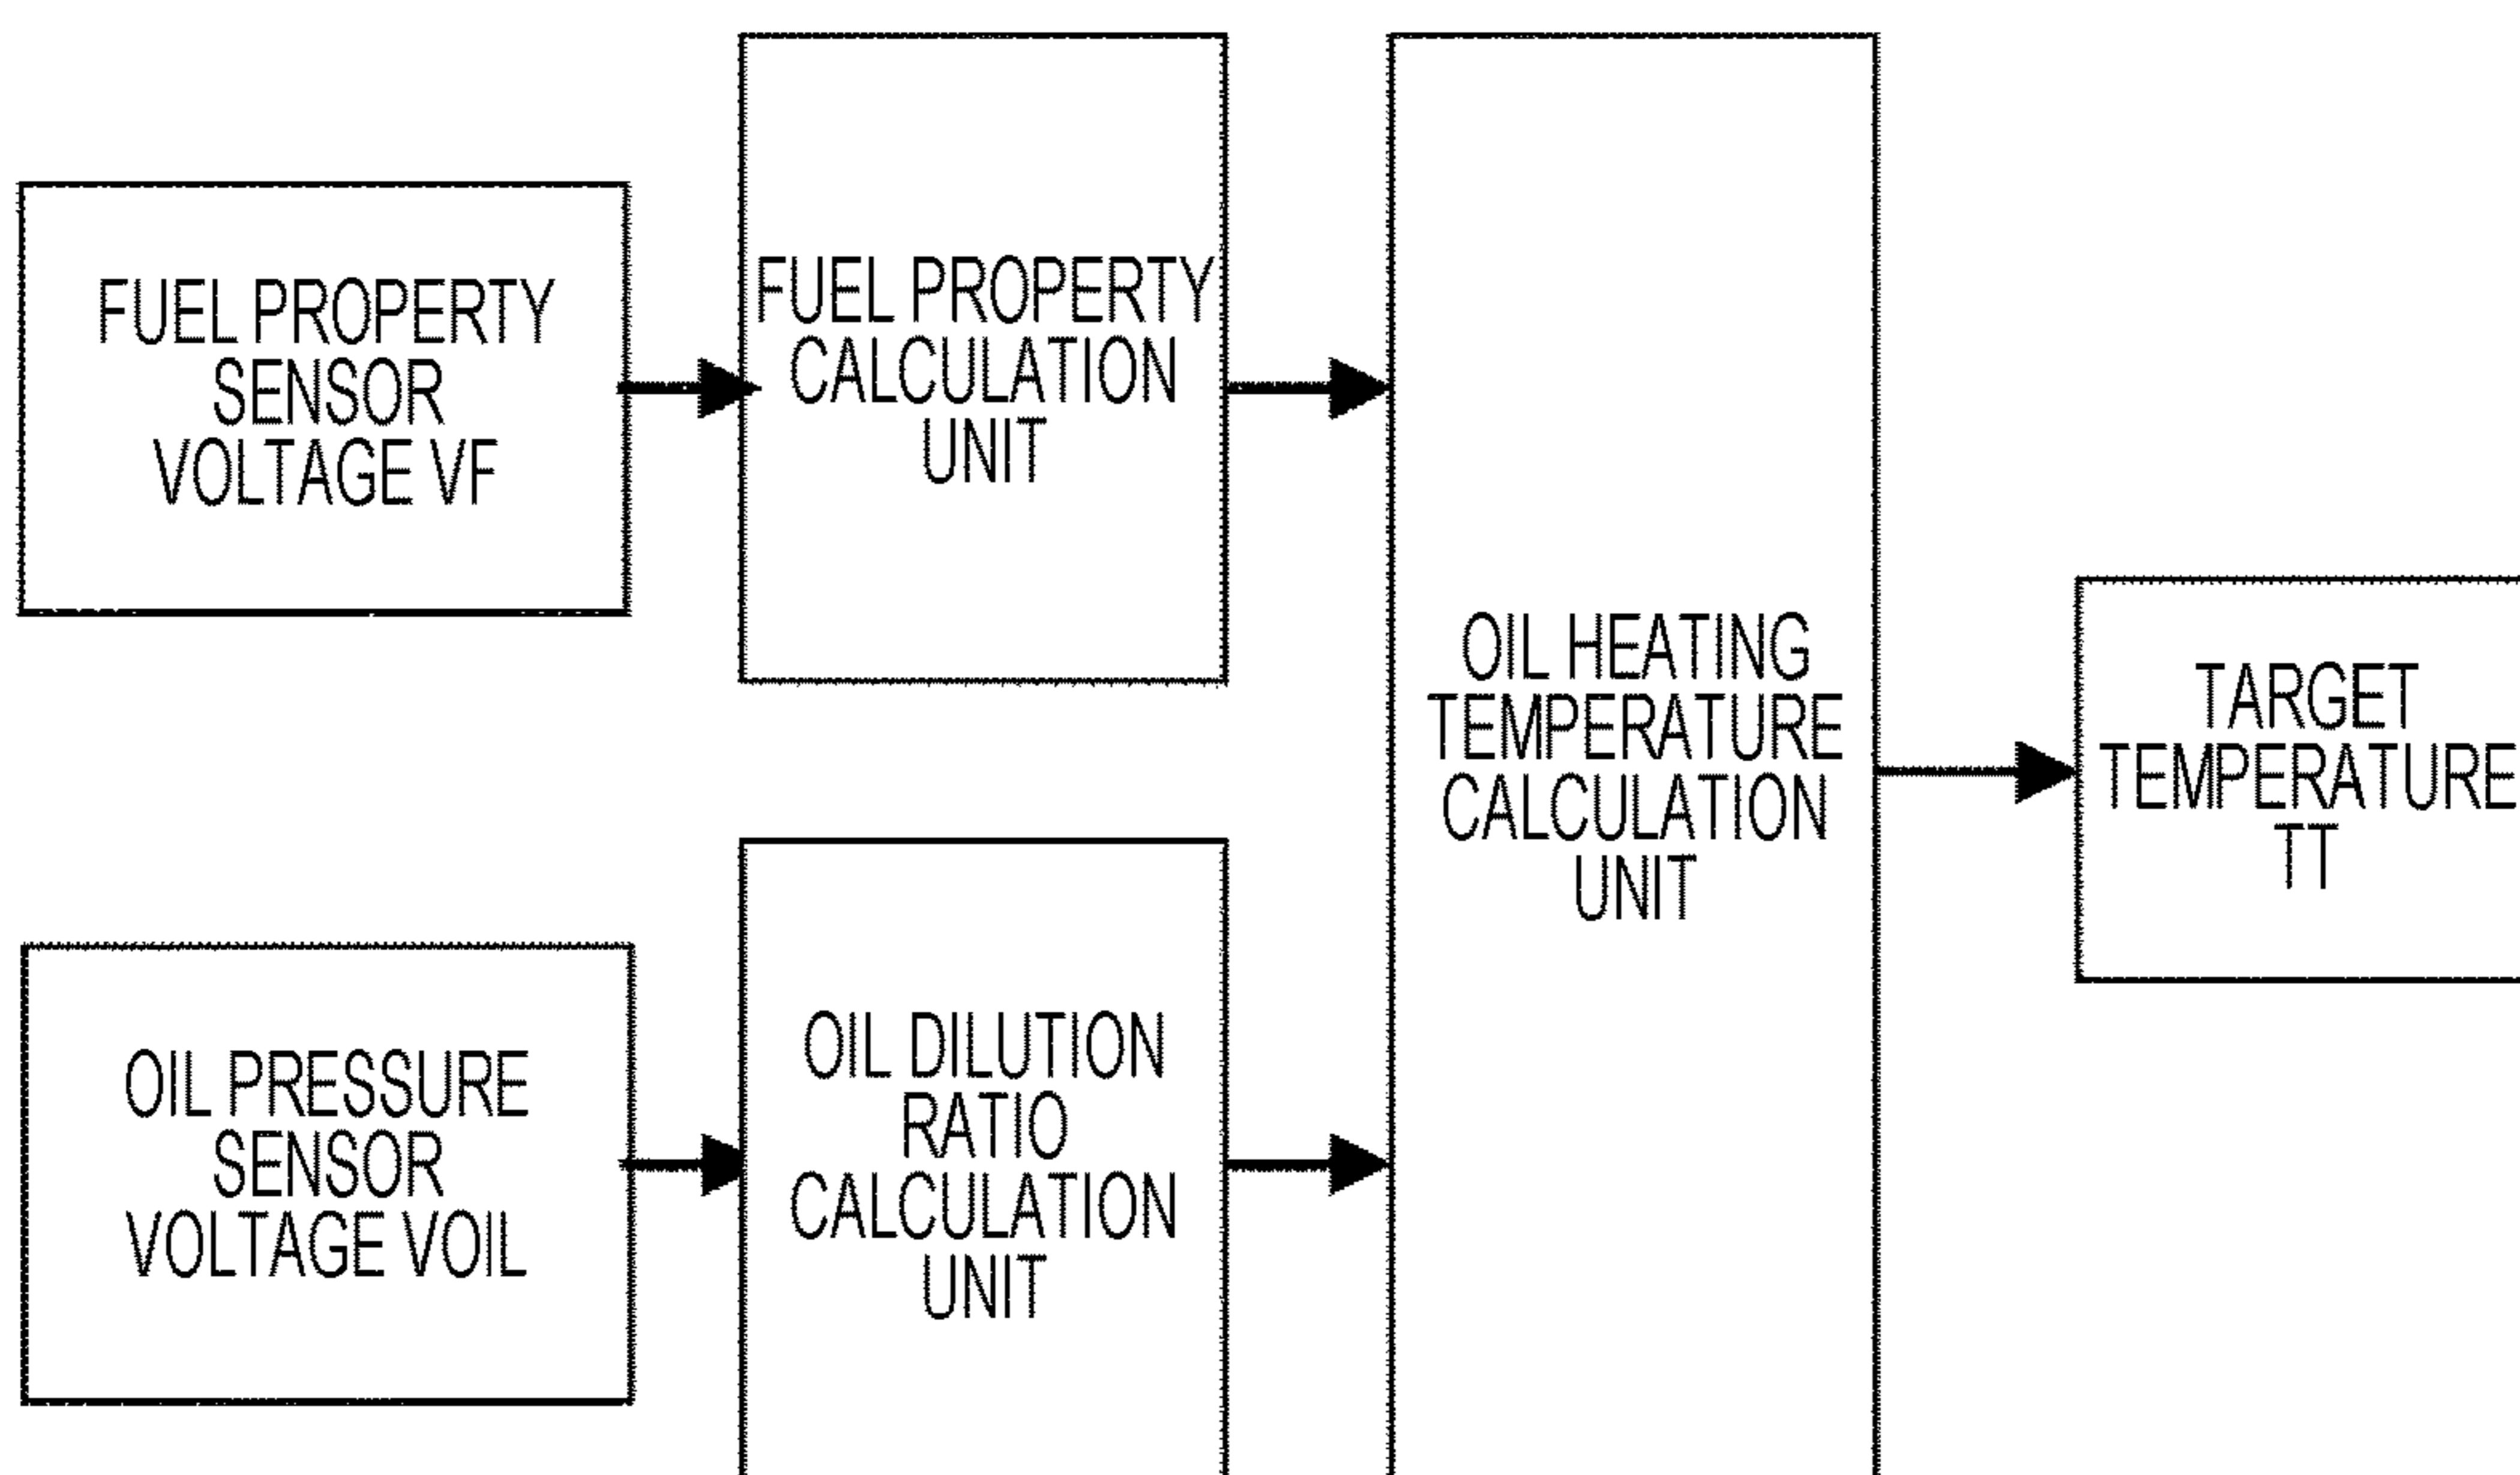 FUEL PROPERTY
SENSOR
VOLTAGE VF
FUEL PROPERTY
CALCULATION
UNIT
OIL PRESSURE
SENSOR
VOLTAGE VOIL
OIL DILUTION
RATIO
CALCULATION
UNIT
OIL HEATING
TEMPERATURE
CALCULATION
UNIT
TARGET
TEMPERATURE
TT